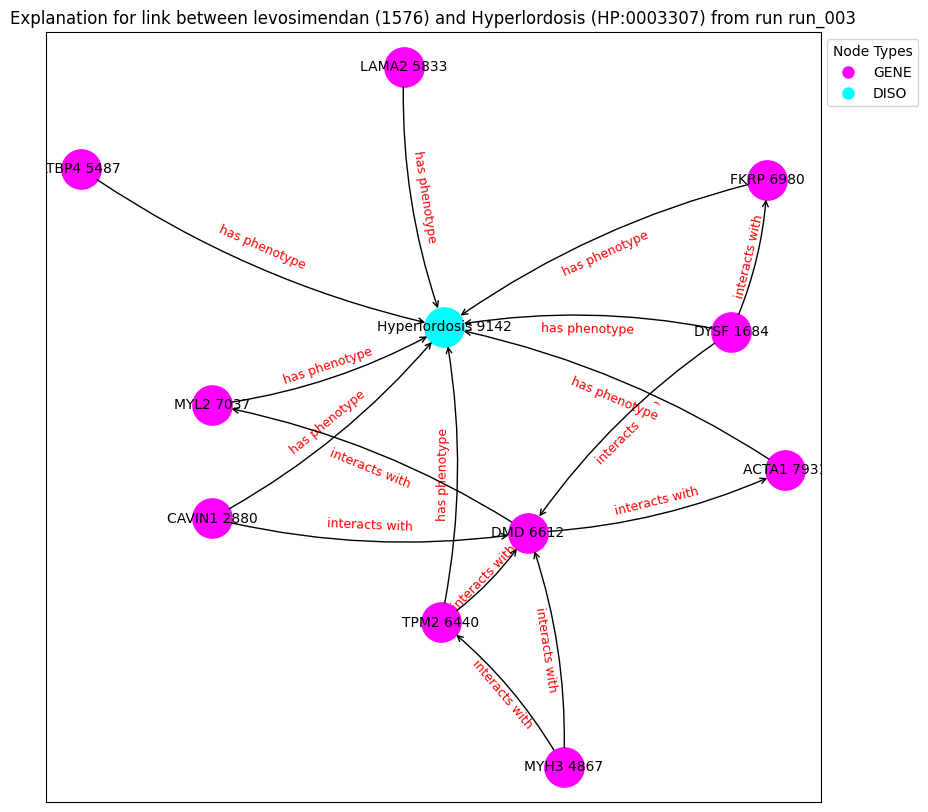 Explanation for link between levosimendan (1576) and Hyperlordosis (HP:0003307) from run run_003
Node Types
GENE
DISO
LAMA2 5833
TBP4 5487
FKRP 6980
has phenotype
has phenotype
has phenotype
interacts with
Hyperlordosis 9142
has phenotype
DYSF 1684
has phenotype
has phenotype
MYL2 7037
has phenotype
interacts
interacts with
has phenotype
ACTA1 793
interacts with
CAVIN1 2880
interacts with
DMD 6612
interacts with
TPM2 6440
interacts with
interacts with
MYH3 4867